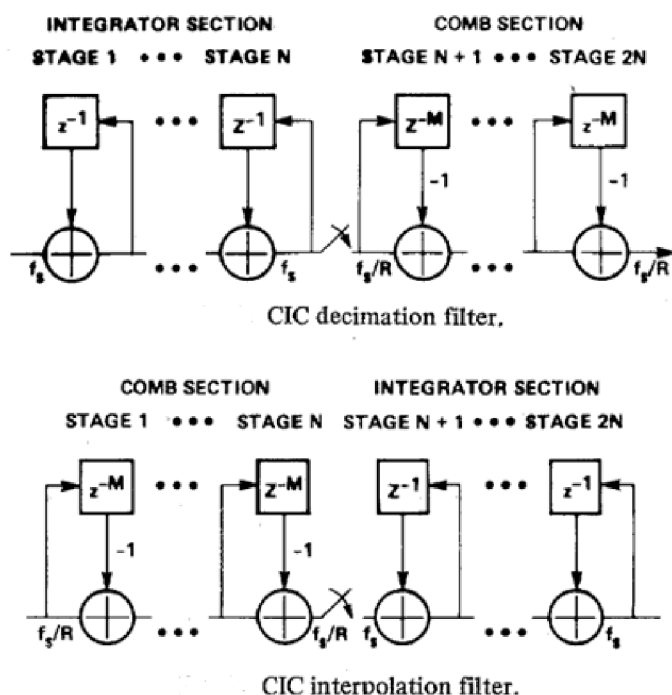 INTEGRATOR SECTION COMB SECTION
STAGE 1 ••• STAGE N STAGE N + 1 ••• STAGE 2N
z⁻¹ ••• z⁻¹ z⁻ᴹ ••• z⁻ᴹ
-1 -1
fₛ ••• fₛ fₛ/R ••• fₛ/R
CIC decimation filter.
COMB SECTION INTEGRATOR SECTION
STAGE 1 ••• STAGE N STAGE N + 1 ••• STAGE 2N
z⁻ᴹ ••• z⁻ᴹ z⁻¹ ••• z⁻¹
-1 -1
fₛ/R ••• fₛ/R fₛ ••• fₛ
CIC interpolation filter.